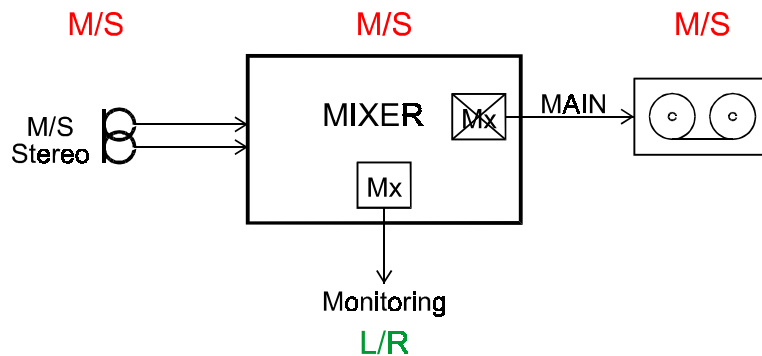 M/S
M/S
M/S
M/S
Stereo
MIXER
Mx
MAIN
c
c
Mx
Monitoring
L/R